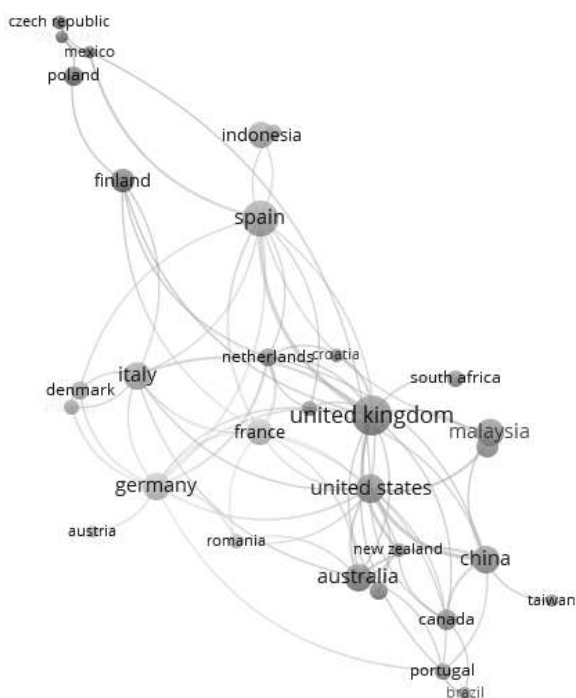 czech republic
mexico
poland
indonesia
finland
spain
netherlands
croatia
italy
south africa
denmark
united kingdom
france
malaysia
germany
united states
austria
romania
new zealand
china
australia
taiwan
canada
portugal
brazil